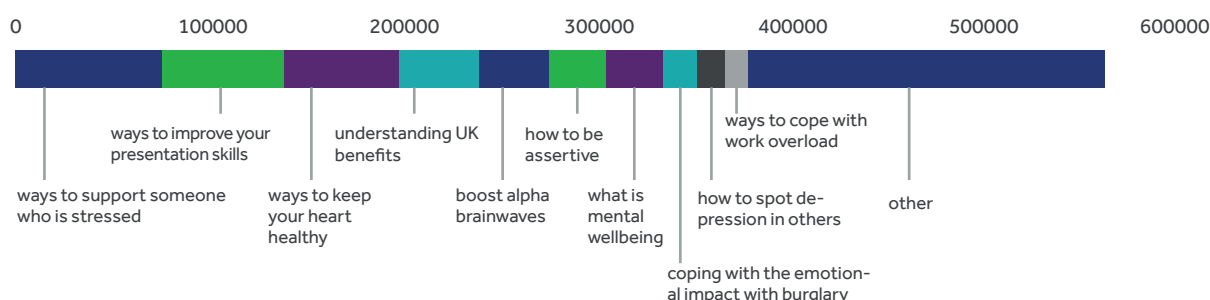 0 100000 200000 300000 400000 500000 600000
ways to improve your
presentation skills
understanding UK
benefits
how to be
assertive
ways to cope with
work overload
ways to support someone
who is stressed
ways to keep
your heart
healthy
boost alpha
brainwaves
what is
mental
wellbeing
how to spot de-
pression in others
other
coping with the emotion-
al impact with burglary